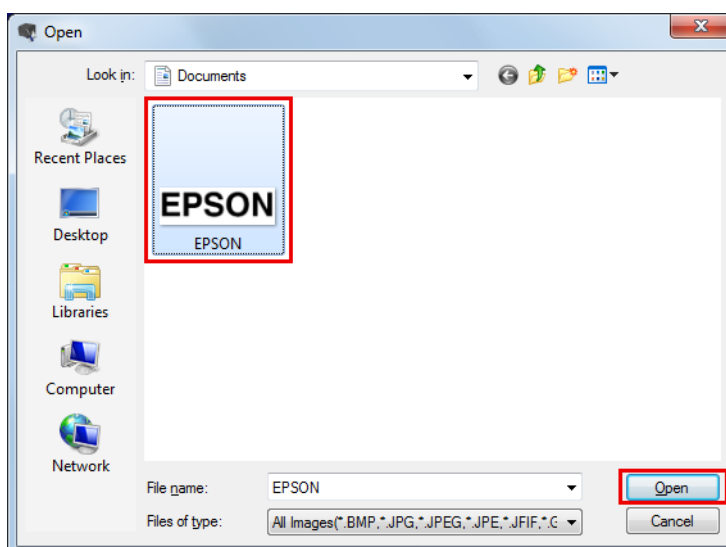 Open
Look in:
Documents
Recent Places
Desktop
Libraries
Computer
Network
EPSON
EPSON
File name:
EPSON
Open
Files of type:
All Images(*.BMP,*.JPG,*.JPEG,*.JPE,*.JFIF,*.G
Cancel